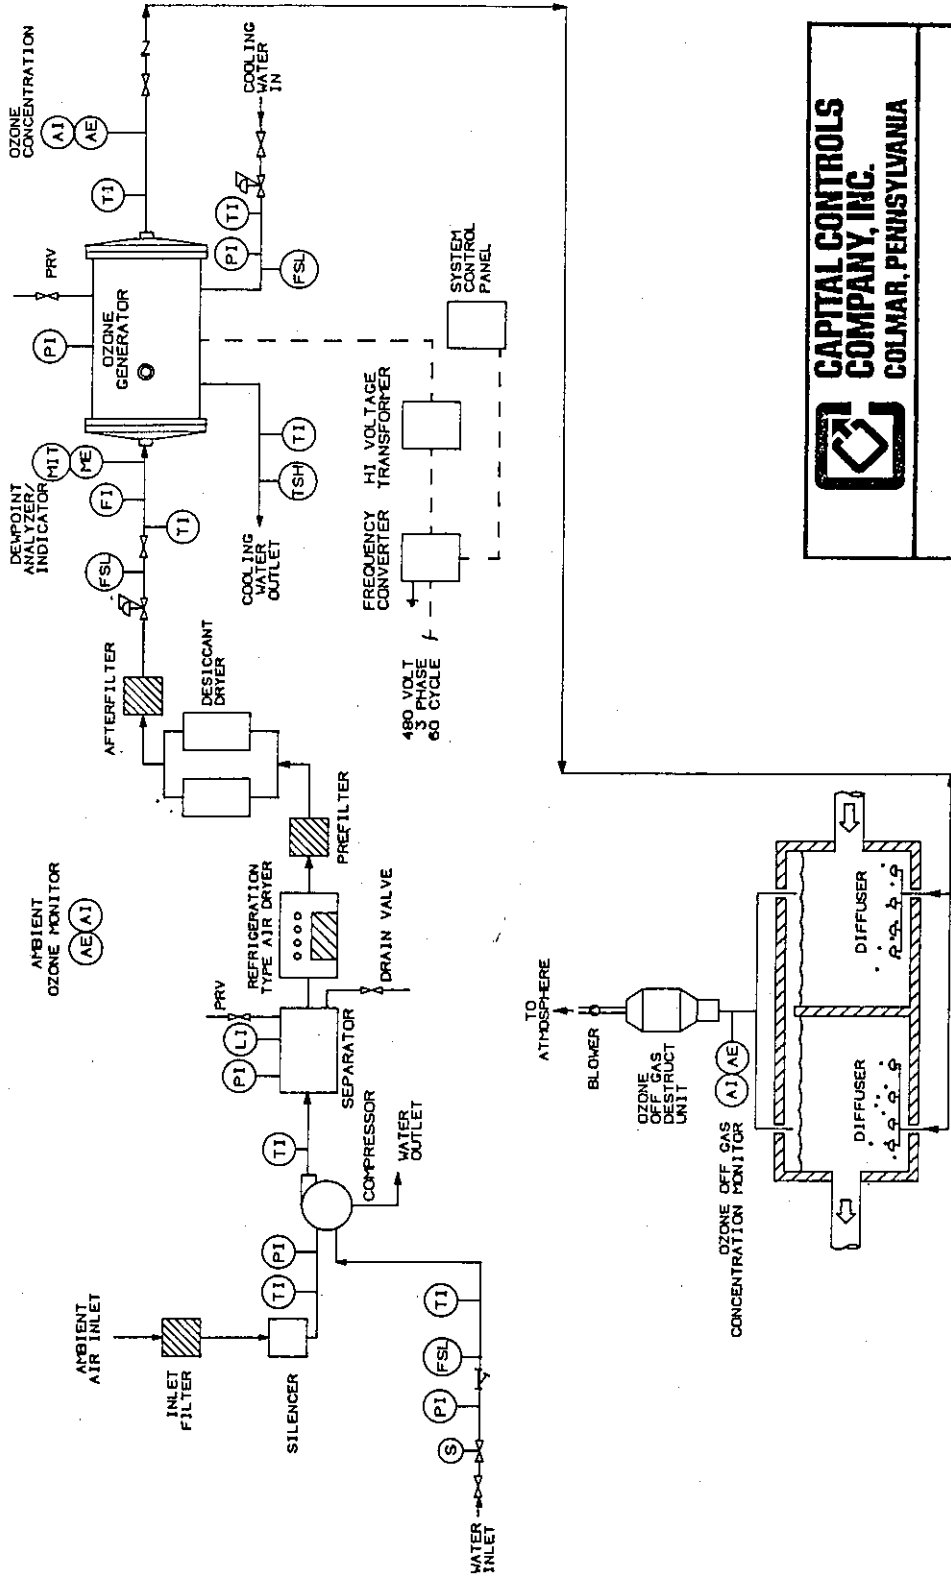 AMBIENT
AIR INLET
INLET
FILTER
SILENCER
TI
PI
WATER
INLET
S
PI
FSL
TI
COMPRESSOR
WATER
OUTLET
TI
SEPARATOR
PI
LI
PRV
DRAIN VALVE
REFRIGERATION
TYPE AIR DRYER
PREFILTER
AMBIENT
OZONE MONITOR
AE
AI
DESICCANT
DRYER
AFTERFILTER
FSL
TI
FI
DEWPOINT
ANALYZER/
INDICATOR
MIT
ME
OZONE
GENERATOR
PI
PRV
TI
OZONE
CONCENTRATION
AI
AE
COOLING
WATER
IN
TI
PI
FSL
COOLING
WATER
OUTLET
TSH
TI
480 VOLT
3 PHASE
60 CYCLE
FREQUENCY
CONVERTER
HI VOLTAGE
TRANSFORMER
SYSTEM
CONTROL
PANEL
TO
ATMOSPHERE
BLOWER
OZONE
OFF GAS
DESTRUCT
UNIT
AI
AE
OZONE OFF GAS
CONCENTRATION MONITOR
DIFFUSER
DIFFUSER
CAPITAL CONTROLS
COMPANY, INC.
COLMAR, PENNSYLVANIA